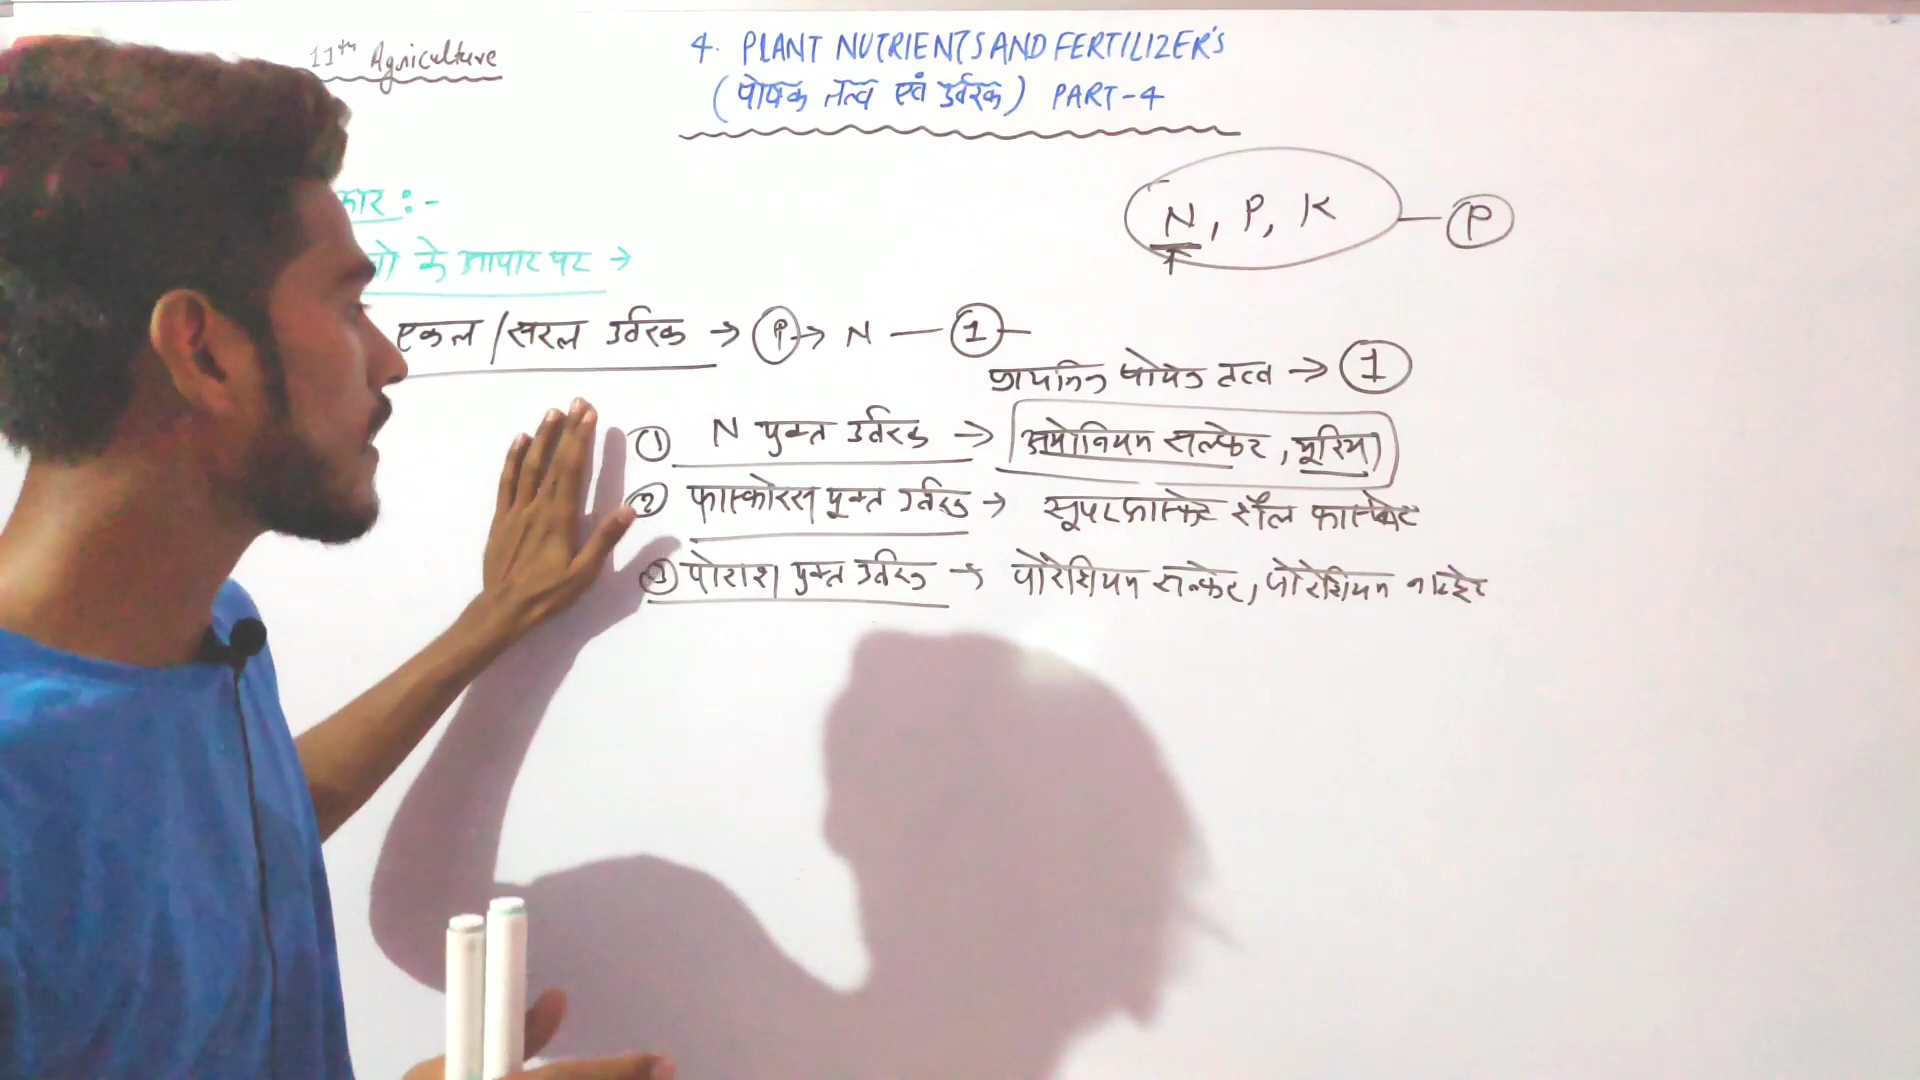 11th Agriculture
4. PLANT NUTRIENTS AND FERTILIZER'S
(पोषक तत्व एवं उर्वरक) PART-4
N, P, K — P
कार :-
के आधार पर →
एकल / सरल उर्वरक → P → N — 1 —
प्राथमिक पोषक तत्व → 1
① N युक्त उर्वरक → अमोनियम सल्फेट, यूरिया
② फास्फोरस युक्त उर्वरक → सुपर फास्फेट रॉल फास्फेट
③ पोटाश युक्त उर्वरक → पोटेशियम सल्फेट, पोटेशियम नाइट्रेट